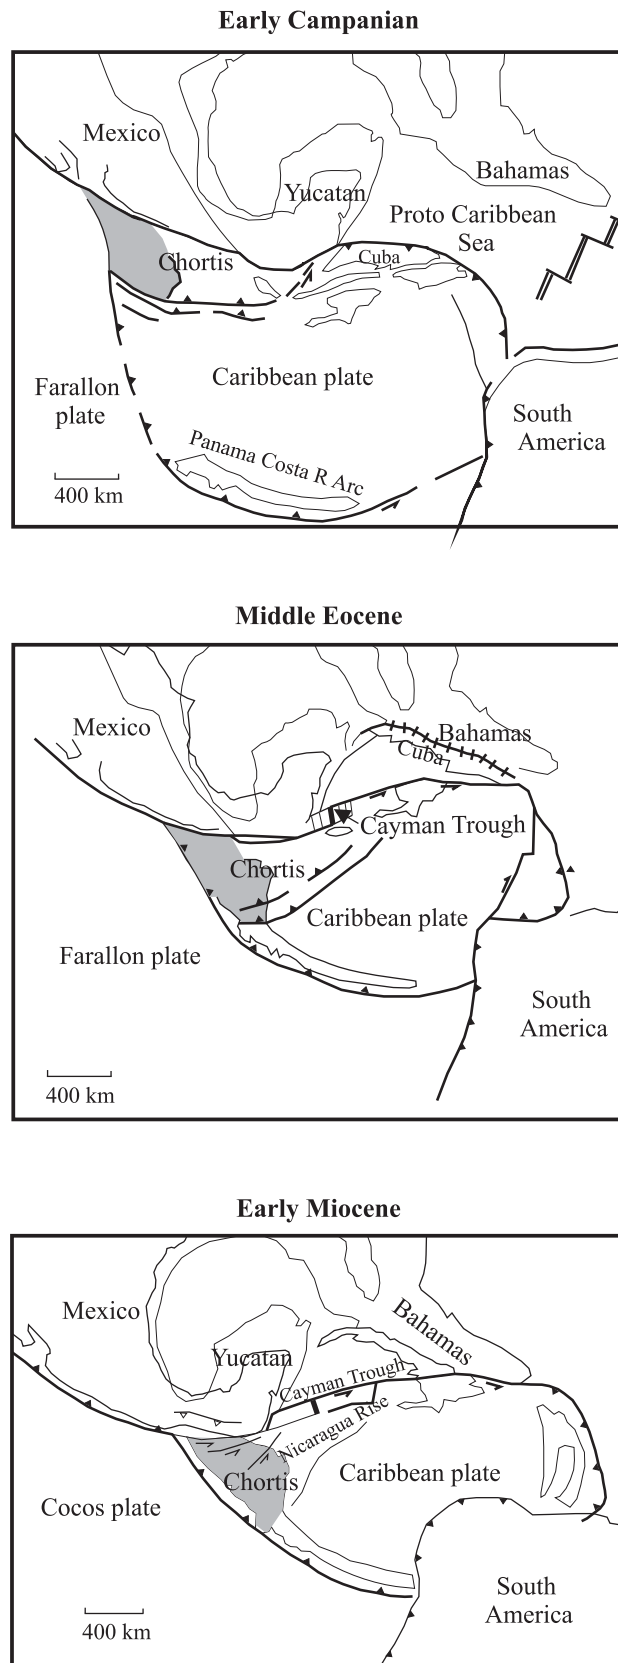 Early Campanian
Mexico
Bahamas
Yucatan
Proto Caribbean
Sea
Chortis
Cuba
Caribbean plate
Farallon
plate
South
America
Panama Costa R Arc
400 km
Middle Eocene
Mexico
Bahamas
Cuba
Cayman Trough
Chortis
Caribbean plate
Farallon plate
South
America
400 km
Early Miocene
Mexico
Bahamas
Yucatan
Cayman Trough
Nicaragua Rise
Chortis
Caribbean plate
Cocos plate
South
America
400 km